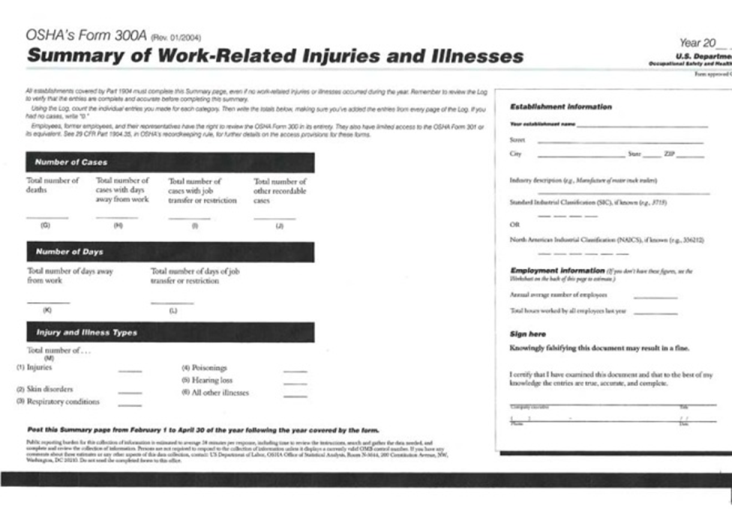 OSHA's Form 300A (Rev. 01/2004)
Year 20
Summary of Work-Related Injuries and Illnesses
U.S. Departme
Occupational Safety and Health
Form approved
All establishments covered by Part 1904 must complete this Summary page, even if no work-related injuries or illnesses occurred during the year. Remember to review the Log
to verify that the entries are complete and accurate before completing this summary.
Using the Log, count the individual entries you made for each category. Then write the totals below, making sure you've added the entries from every page of the Log. If you
had no cases, write "0."
Employees, former employees, and their representatives have the right to review the OSHA Form 300 in its entirety. They also have limited access to the OSHA Form 301 or
its equivalent. See 29 CFR Part 1904.35, in OSHA's recordkeeping rule, for further details on the access provisions for these forms.
Number of Cases
Total number of deaths
Total number of cases with days away from work
Total number of cases with job transfer or restriction
Total number of other recordable cases
(G) (H) (I) (J)
Number of Days
Total number of days away from work
Total number of days of job transfer or restriction
(K) (L)
Injury and Illness Types
Total number of . . .
(M)
(1) Injuries
(2) Skin disorders
(3) Respiratory conditions
(4) Poisonings
(5) Hearing loss
(6) All other illnesses
Post this Summary page from February 1 to April 30 of the year following the year covered by the form.
Public reporting burden for this collection of information is estimated to average 50 minutes per response, including time to review the instructions, search and gather the data needed, and
complete and review the collection of information. Persons are not required to respond to the collection of information unless it displays a currently valid OMB control number. If you have any
comments about these estimates or any other aspects of this data collection, contact: US Department of Labor, OSHA Office of Statistical Analysis, Room N-3644, 200 Constitution Avenue, NW,
Washington, DC 20210. Do not send the completed forms to this office.
Establishment information
Your establishment name
Street
City State ZIP
Industry description (e.g., Manufacture of motor truck trailers)
Standard Industrial Classification (SIC), if known (e.g., 3715)
OR
North American Industrial Classification (NAICS), if known (e.g., 336212)
Employment information (If you don't have these figures, see the
Worksheet on the back of this page to estimate.)
Annual average number of employees
Total hours worked by all employees last year
Sign here
Knowingly falsifying this document may result in a fine.
I certify that I have examined this document and that to the best of my
knowledge the entries are true, accurate, and complete.
Company executive Title
( ) - / /
Phone Date